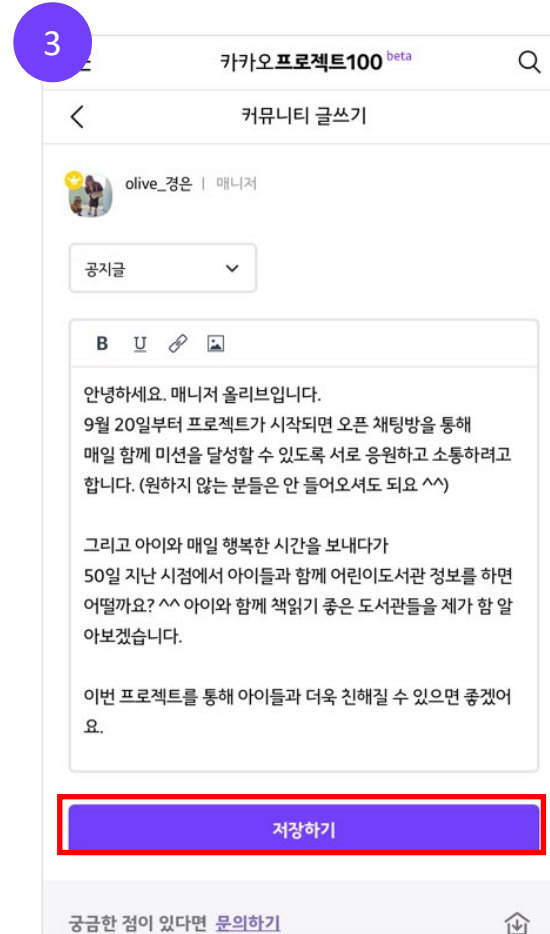 3
카카오프로젝트100 beta
커뮤니티 글쓰기
olive_경은 | 매니저
공지글
B U
안녕하세요. 매니저 올리브입니다.
9월 20일부터 프로젝트가 시작되면 오픈 채팅방을 통해
매일 함께 미션을 달성할 수 있도록 서로 응원하고 소통하려고
합니다. (원하지 않는 분들은 안 들어오셔도 되요 ^^)
그리고 아이와 매일 행복한 시간을 보내다가
50일 지난 시점에서 아이들과 함께 어린이도서관 정보를 하면
어떨까요? ^^ 아이와 함께 책읽기 좋은 도서관들을 제가 함 알
아보겠습니다.
이번 프로젝트를 통해 아이들과 더욱 친해질 수 있으면 좋겠어
요.
저장하기
궁금한 점이 있다면 문의하기